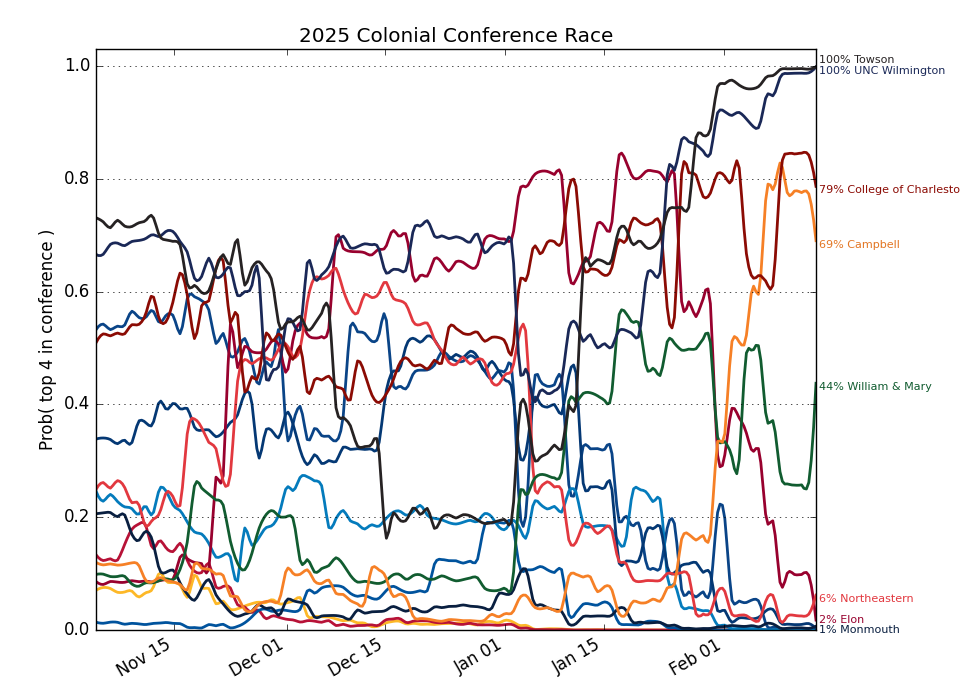 2025 Colonial Conference Race
Prob( top 4 in conference )
1.0
0.8
0.6
0.4
0.2
0.0
Nov 15
Dec 01
Dec 15
Jan 01
Jan 15
Feb 01
100% Towson
100% UNC Wilmington
79% College of Charlesto
69% Campbell
44% William & Mary
6% Northeastern
2% Elon
1% Monmouth